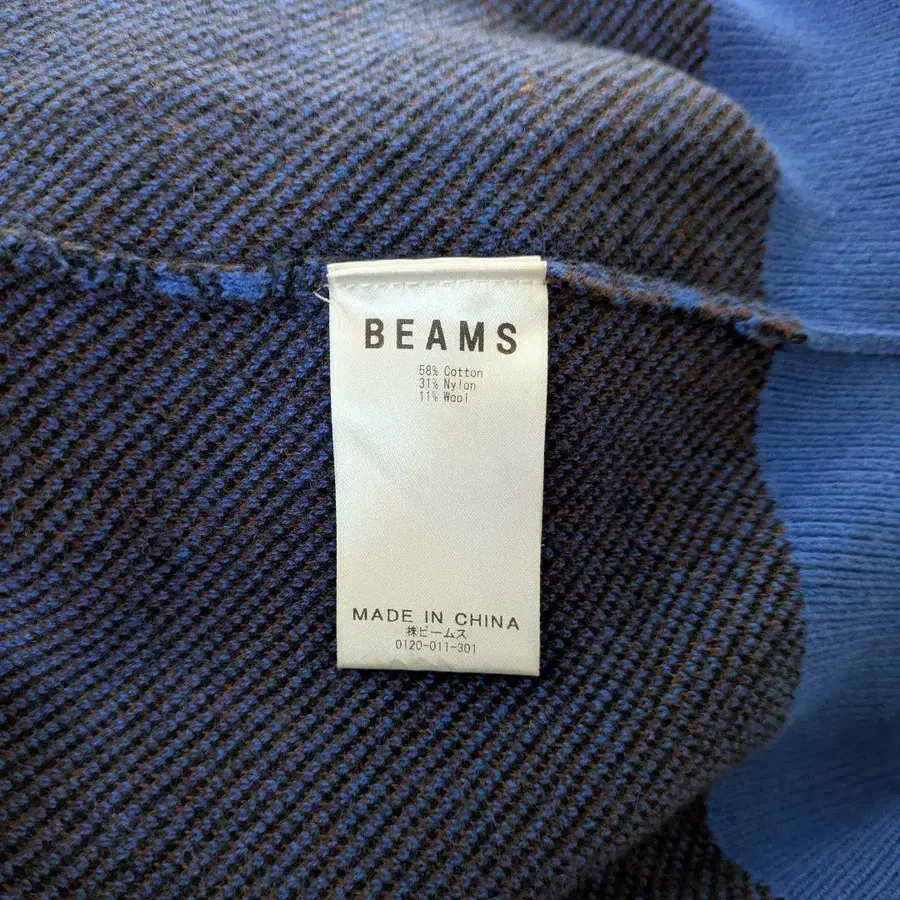 BEAMS
58% Cotton
31% Nylon
11% Wool
MADE IN CHINA
㈱ビームス
0120-011-301